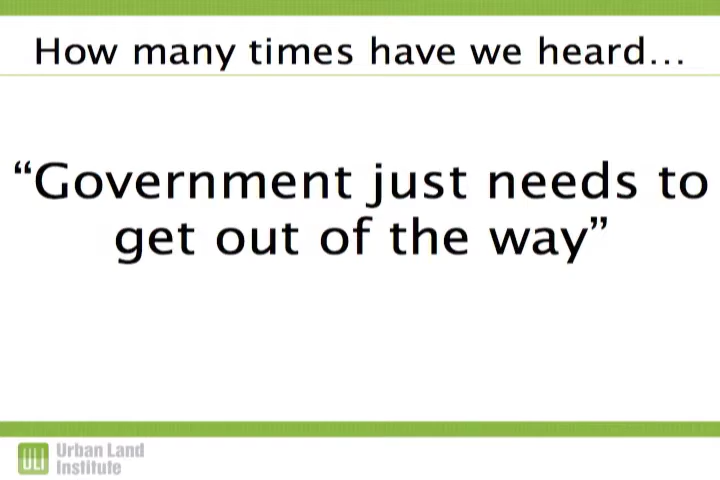 How many times have we heard...
“Government just needs to
get out of the way”
ULI
Urban Land
Institute